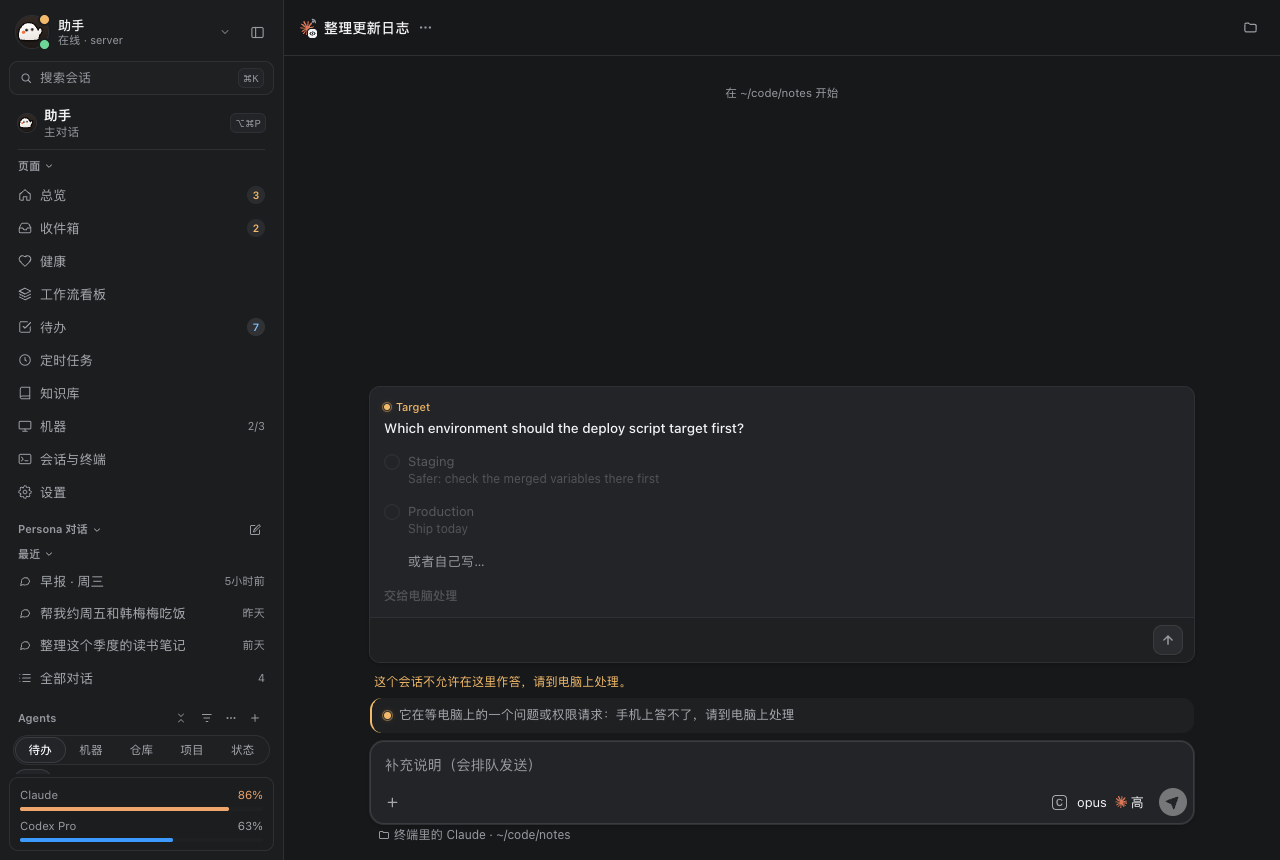 助手
在线 · server
搜索会话 ⌘K
助手
主对话
⌥⌘P
页面
总览 3
收件箱 2
健康
工作流看板
待办 7
定时任务
知识库
机器 2/3
会话与终端
设置
Persona 对话
最近
早报 · 周三 5小时前
帮我约周五和韩梅梅吃饭 昨天
整理这个季度的读书笔记 前天
全部对话 4
Agents
待办 机器 仓库 项目 状态
Claude 86%
Codex Pro 63%
整理更新日志
在 ~/code/notes 开始
Target
Which environment should the deploy script target first?
Staging
Safer: check the merged variables there first
Production
Ship today
或者自己写...
交给电脑处理
这个会话不允许在这里作答，请到电脑上处理。
它在等电脑上的一个问题或权限请求：手机上答不了，请到电脑上处理
补充说明（会排队发送）
C opus 高
终端里的 Claude · ~/code/notes